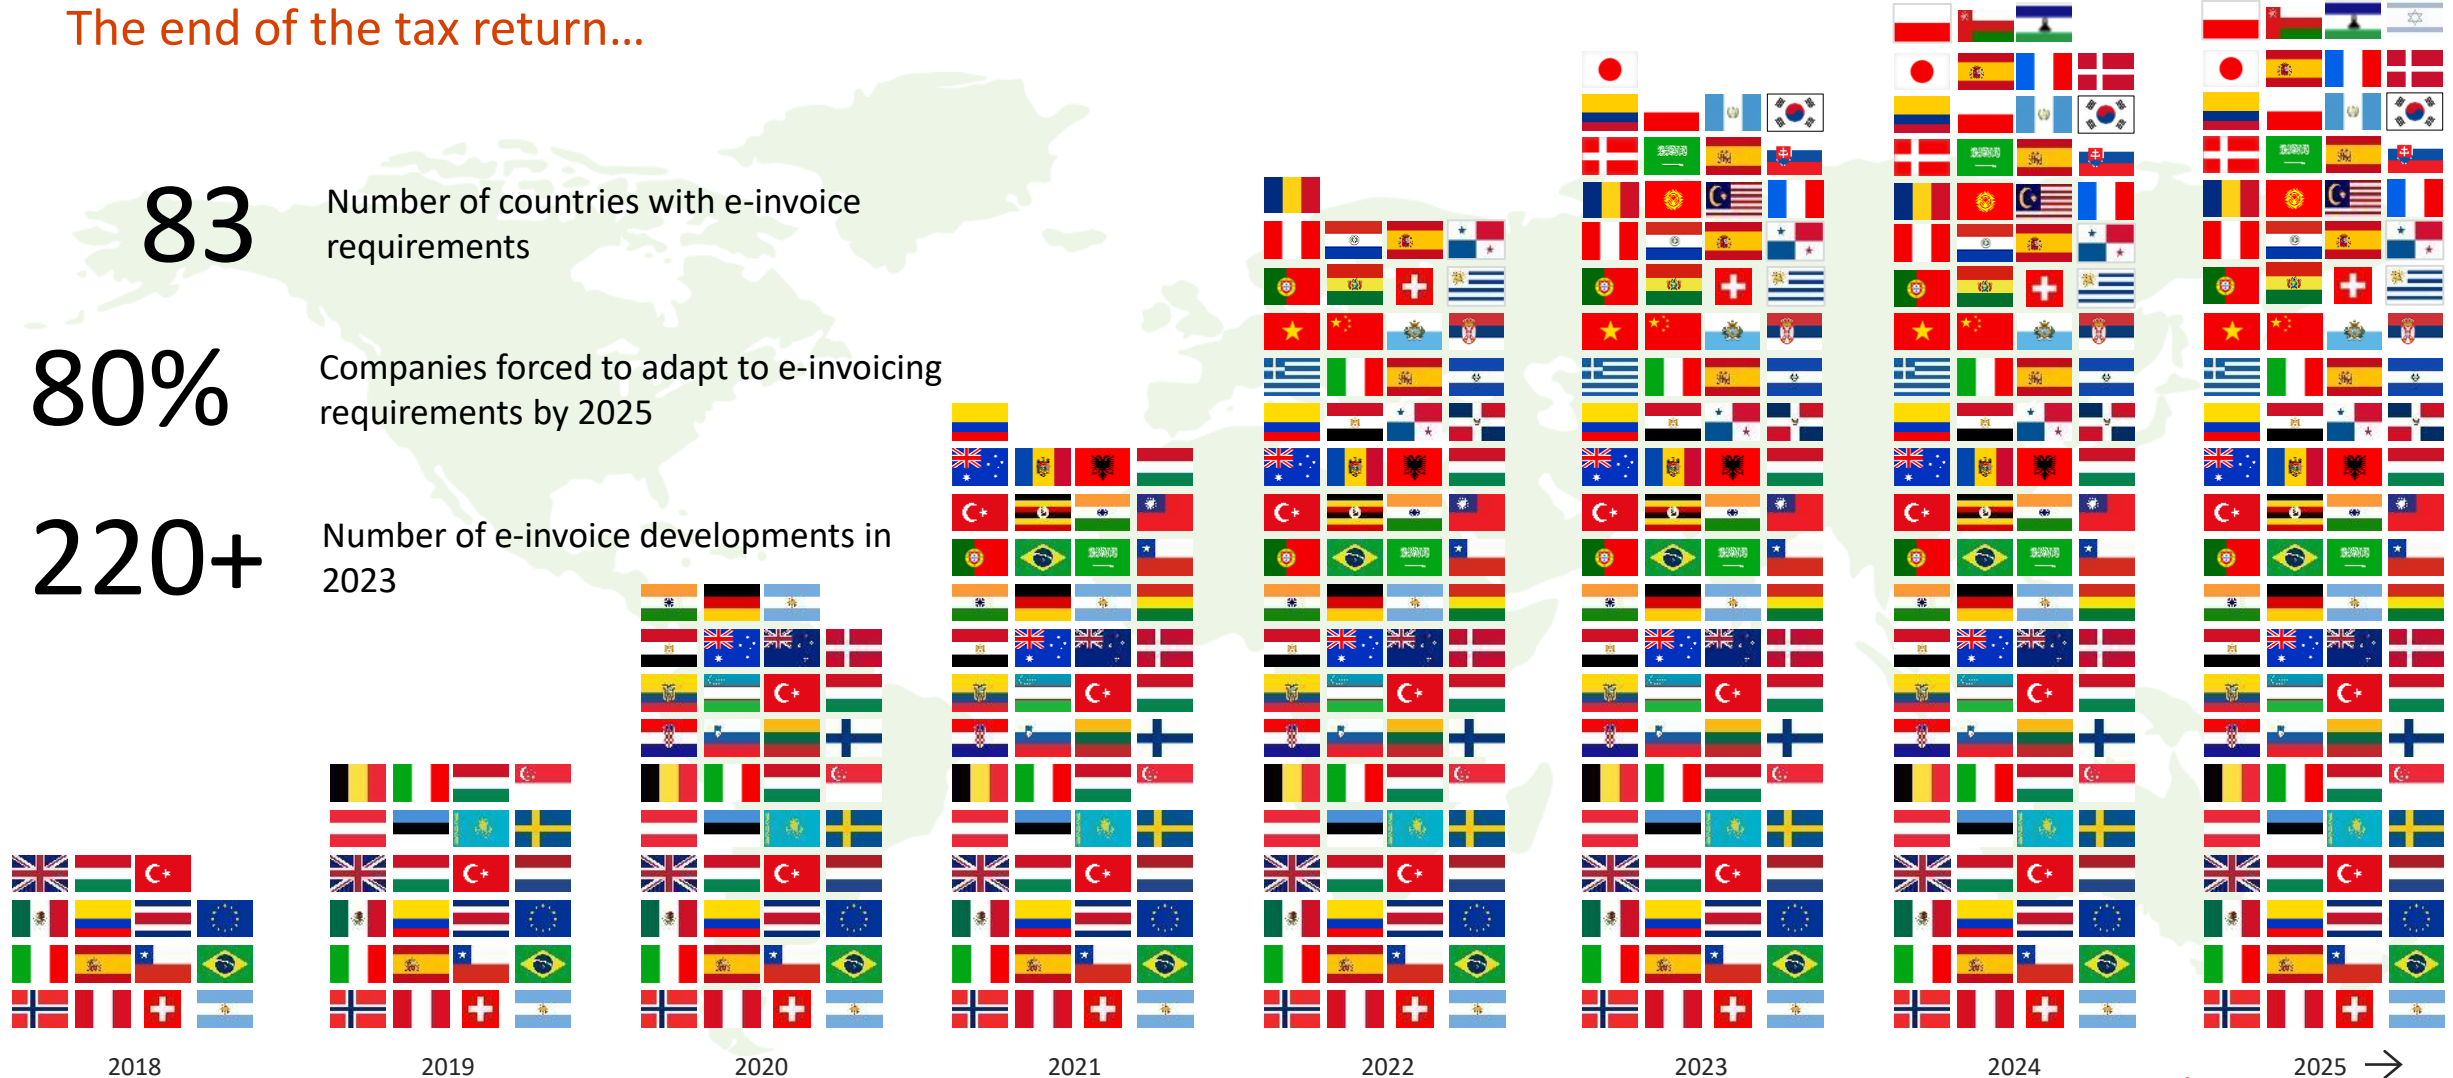 The end of the tax return...
83
Number of countries with e-invoice
requirements
80%
Companies forced to adapt to e-invoicing
requirements by 2025
220+
Number of e-invoice developments in
2023
2018
2019
2020
2021
2022
2023
2024
2025